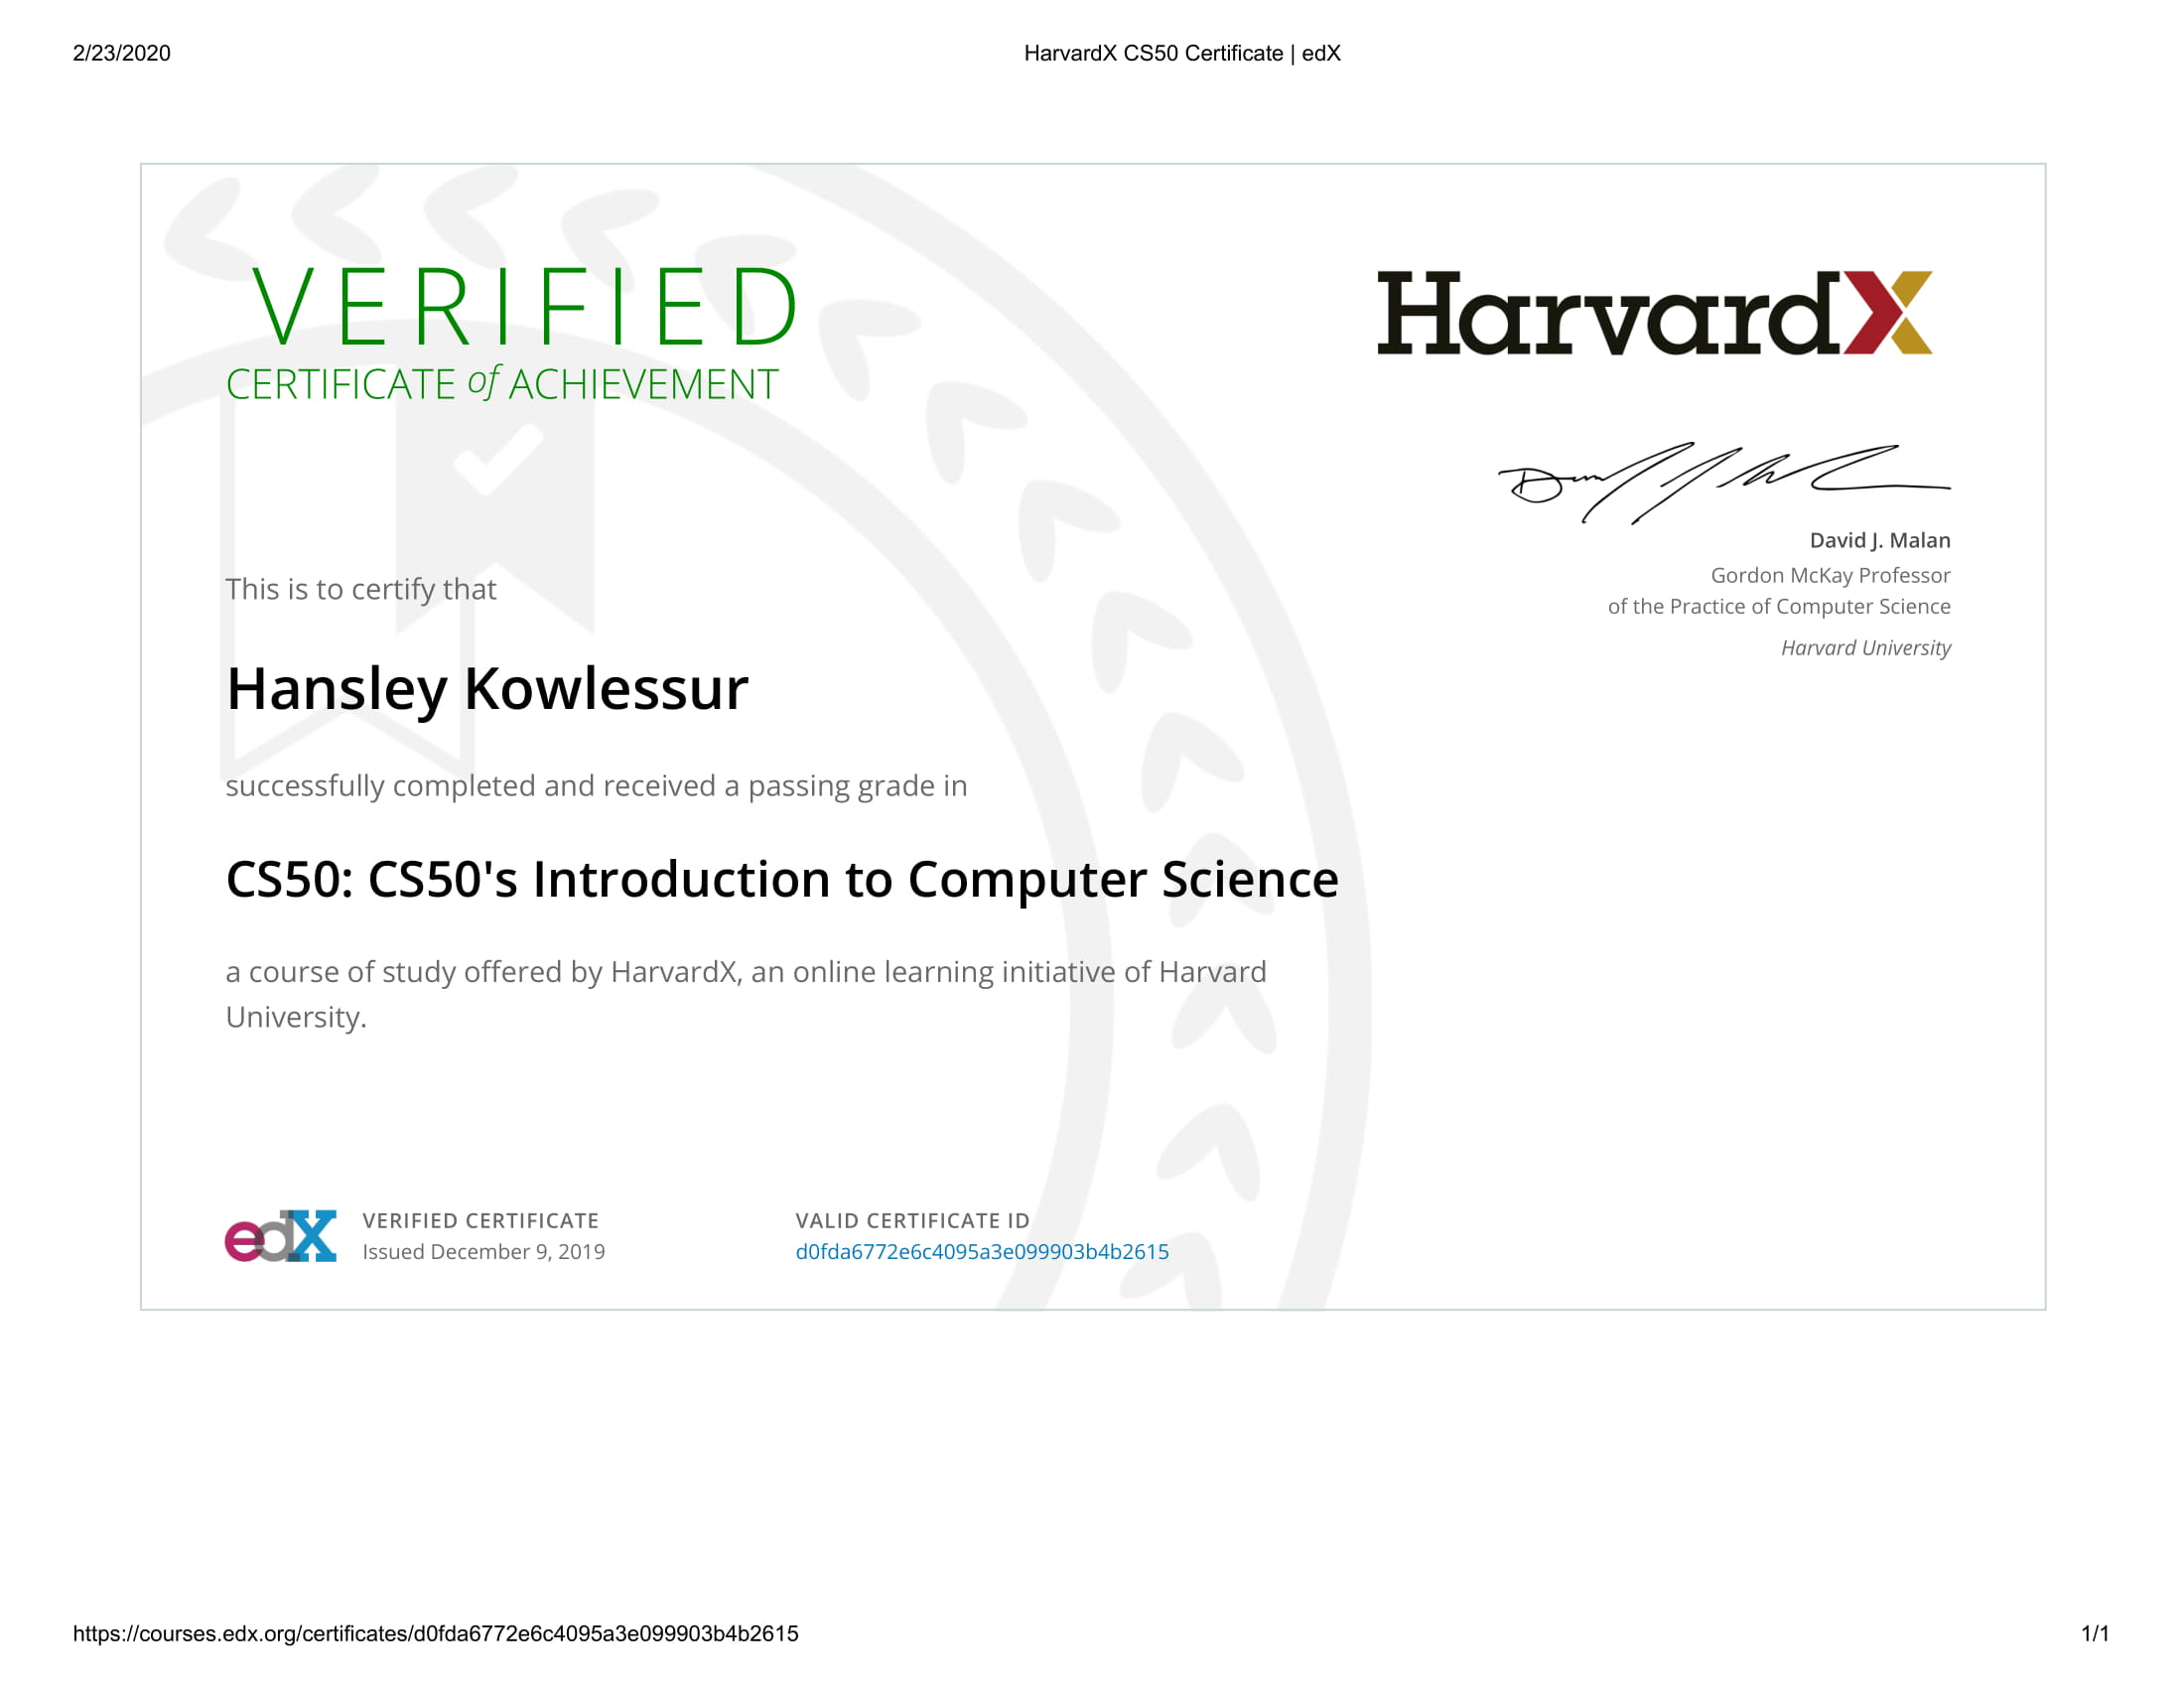 2/23/2020
HarvardX CS50 Certificate | edX
VERIFIED
CERTIFICATE of ACHIEVEMENT
HarvardX
David J. Malan
Gordon McKay Professor
of the Practice of Computer Science
Harvard University
This is to certify that
Hansley Kowlessur
successfully completed and received a passing grade in
CS50: CS50's Introduction to Computer Science
a course of study offered by HarvardX, an online learning initiative of Harvard
University.
edX
VERIFIED CERTIFICATE
Issued December 9, 2019
VALID CERTIFICATE ID
d0fda6772e6c4095a3e099903b4b2615
https://courses.edx.org/certificates/d0fda6772e6c4095a3e099903b4b2615
1/1